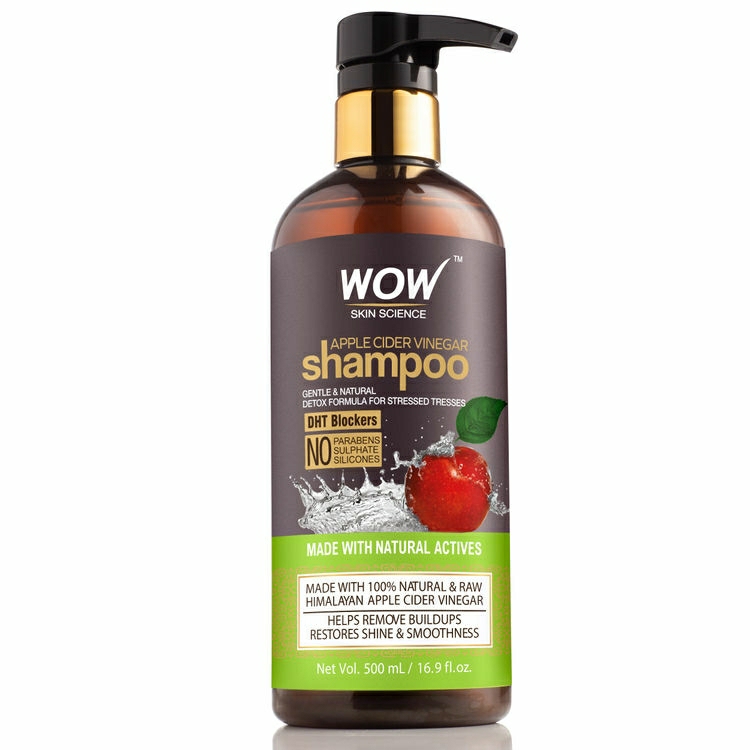 WOW™
SKIN SCIENCE
APPLE CIDER VINEGAR
shampoo
GENTLE & NATURAL
DETOX FORMULA FOR STRESSED TRESSES
DHT Blockers
NO PARABENS
SULPHATE
SILICONES
MADE WITH NATURAL ACTIVES
MADE WITH 100% NATURAL & RAW
HIMALAYAN APPLE CIDER VINEGAR
HELPS REMOVE BUILDUPS
RESTORES SHINE & SMOOTHNESS
Net Vol. 500 mL/ 16.9 fl.oz.